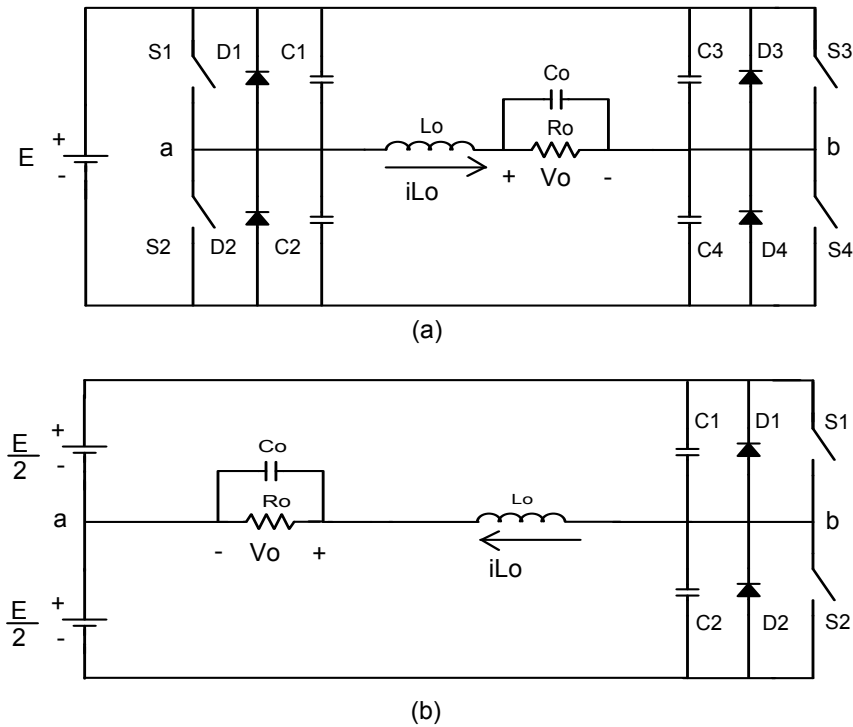 S1 D1 C1 C3 D3 S3
Co
Lo Ro
E + - a b
iLo + Vo -
S2 D2 C2 C4 D4 S4
(a)
C1 D1 S1
E/2 + - Co
Ro Lo
a b
- Vo + iLo
E/2 + - C2 D2 S2
(b)